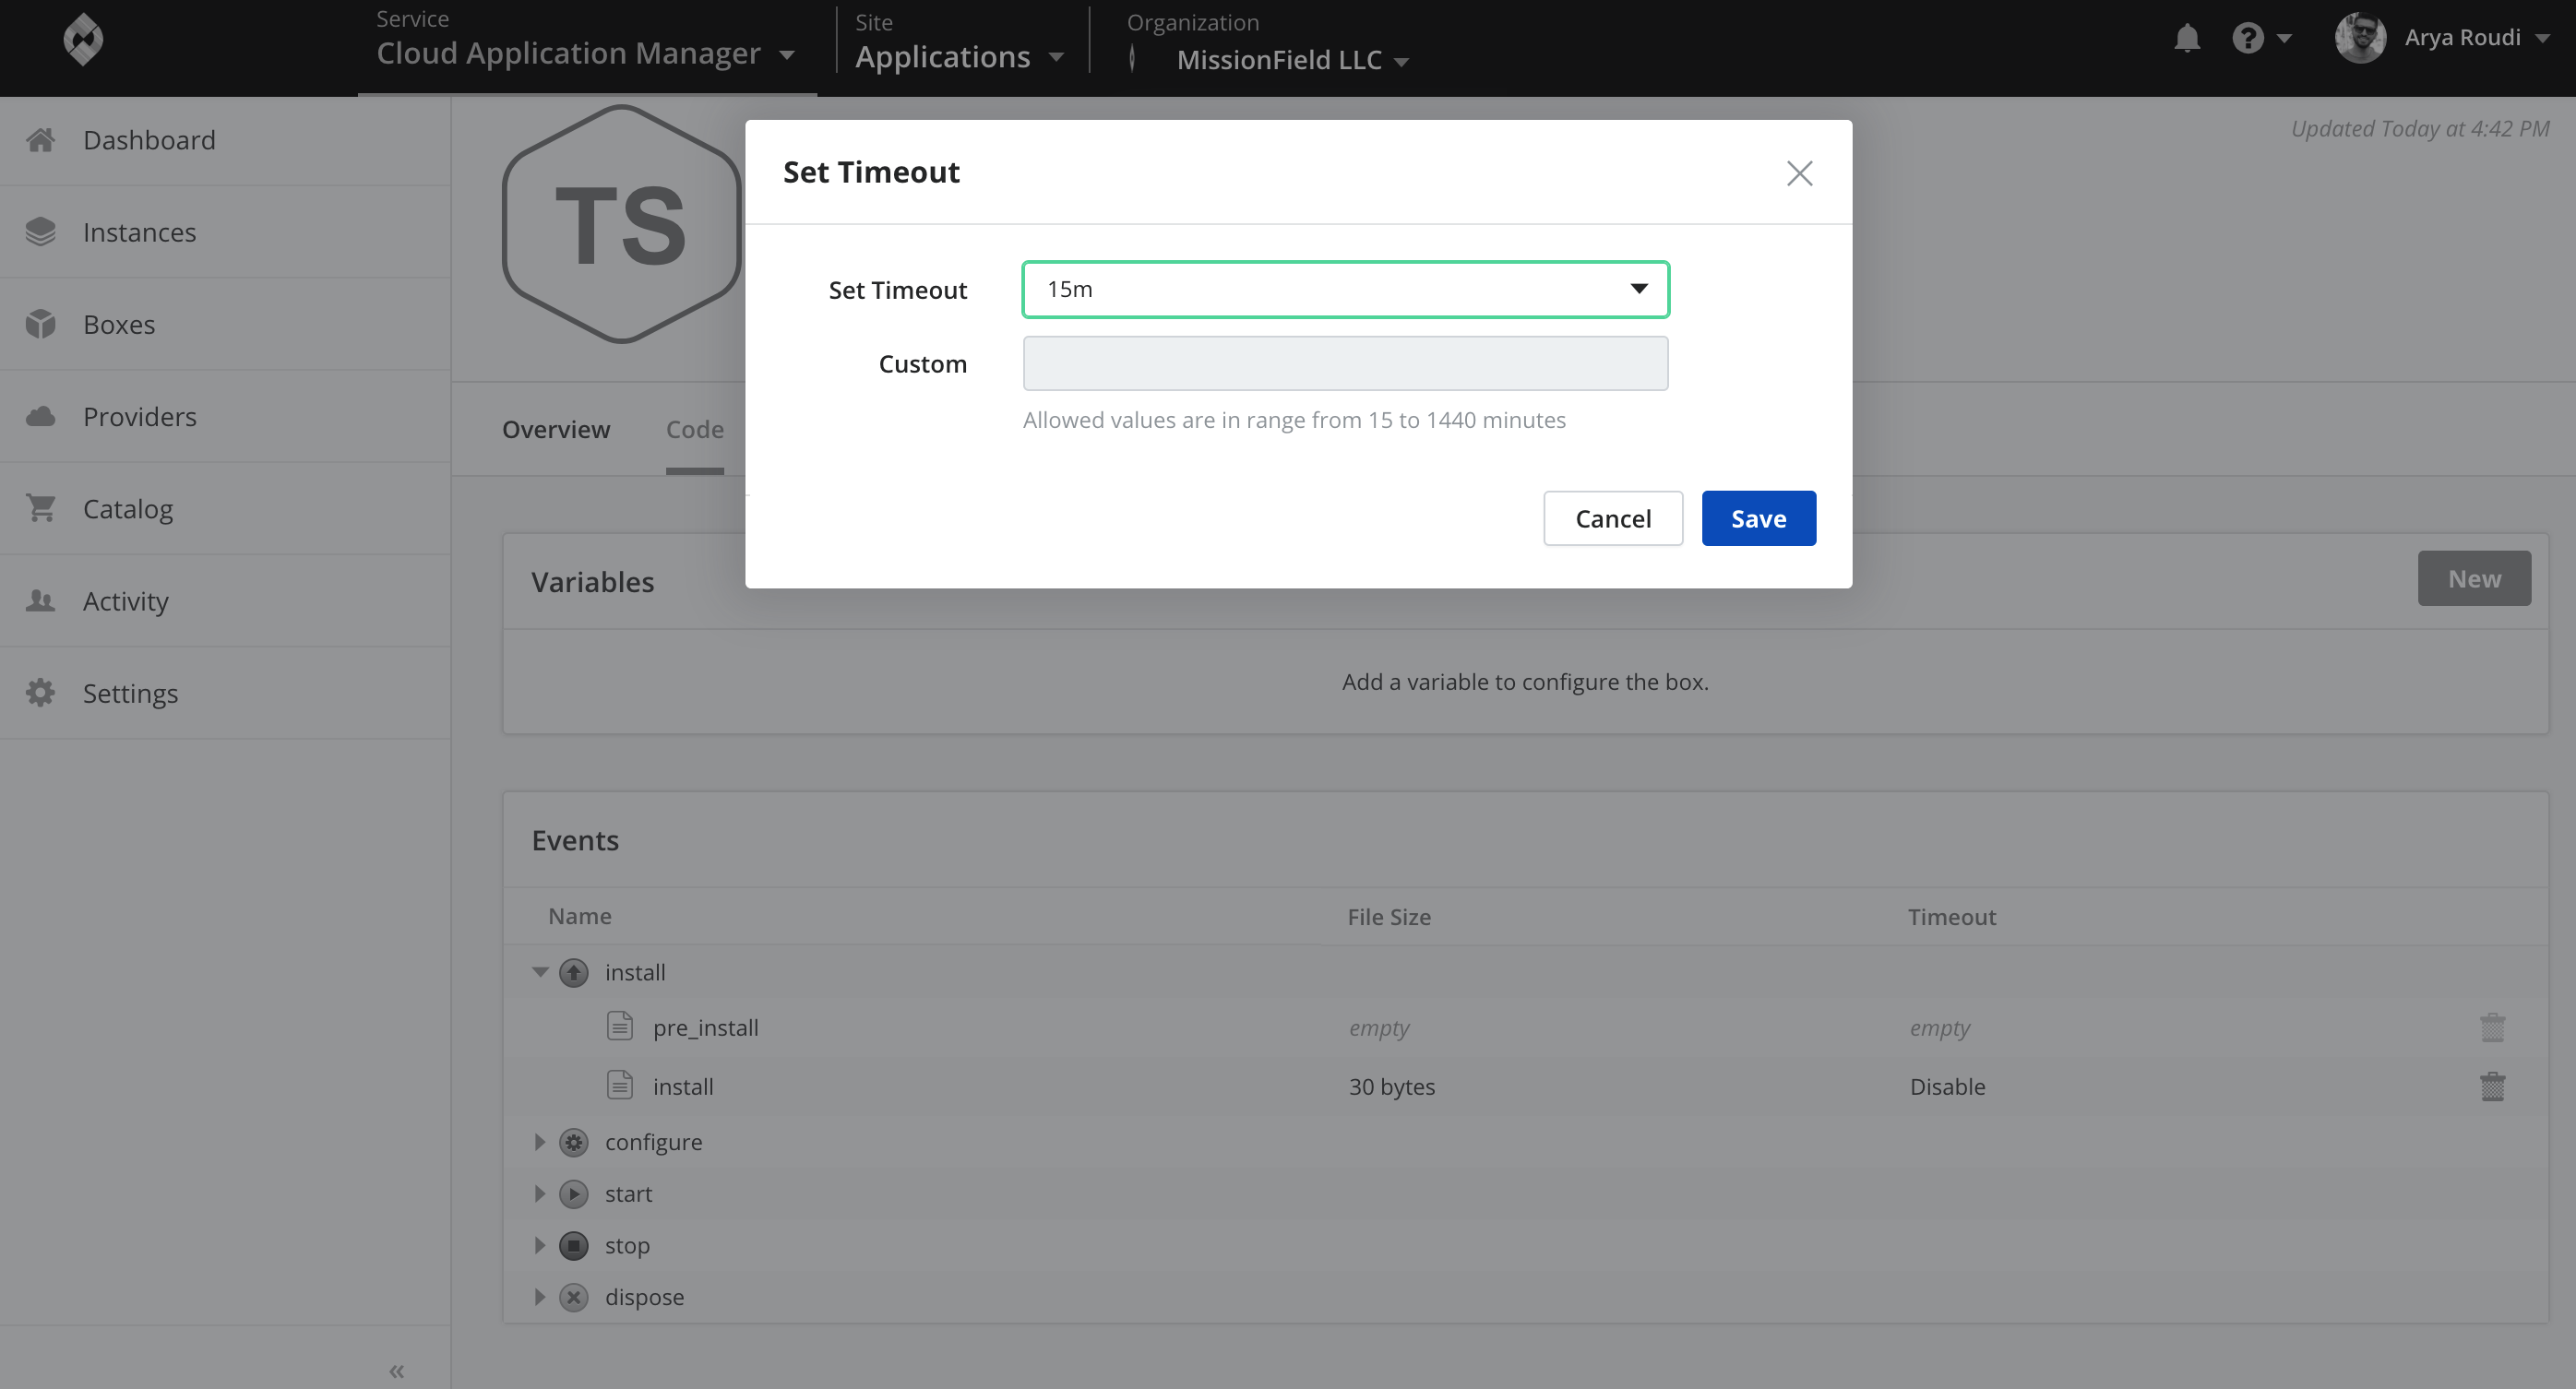 Service
Cloud Application Manager
Site
Applications
Organization
MissionField LLC
?
Arya Roudi
Dashboard
Instances
Boxes
Providers
Catalog
Activity
Settings
«
TS
Updated Today at 4:42 PM
Overview
Code
Set Timeout
Set Timeout
15m
Custom
Allowed values are in range from 15 to 1440 minutes
Cancel
Save
Variables
New
Add a variable to configure the box.
Events
Name File Size Timeout
install
pre_install empty empty
install 30 bytes Disable
configure
start
stop
dispose